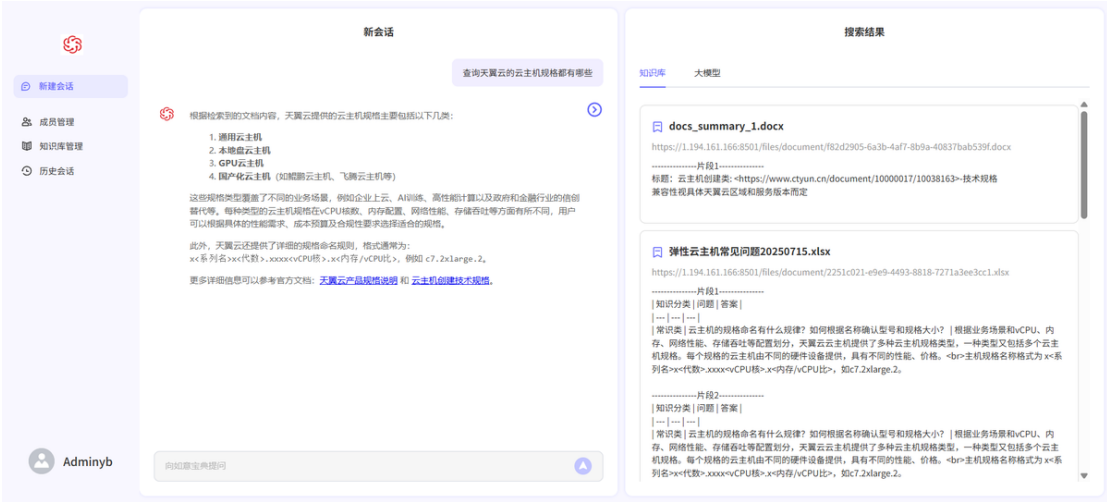 新建会话
成员管理
知识库管理
历史会话
Adminyb
新会话
查询天翼云的云主机规格都有哪些
根据检索到的文档内容，天翼云提供的云主机规格主要包括以下几类：
1. 通用云主机
2. 本地盘云主机
3. GPU云主机
4. 国产化云主机（如鲲鹏云主机、飞腾云主机等）
这些规格类型覆盖了不同的业务场景，例如企业上云、AI训练、高性能计算以及政府和金融行业的信创
替代等。每种类型的云主机规格在vCPU核数、内存配置、网络性能、存储吞吐等方面有所不同，用户
可以根据具体的性能需求、成本预算及合规性要求选择适合的规格。
此外，天翼云还提供了详细的规格命名规则，格式通常为：
x<系列名>x<代数>.xxxx<vCPU核>.x<内存/vCPU比>，例如 c7.2xlarge.2。
更多详细信息可以参考官方文档：天翼云产品规格说明 和 云主机创建技术规格。
向如意宝典提问
搜索结果
知识库 大模型
docs_summary_1.docx
https://1.194.161.166:8501/files/document/f82d2905-6a3b-4af7-8b9a-40837bab539f.docx
---------------片段1---------------
标题：云主机创建类: <https://www.ctyun.cn/document/10000017/10038163>-技术规格
兼容性视具体天翼云区域和服务版本而定
弹性云主机常见问题20250715.xlsx
https://1.194.161.166:8501/files/document/2251c021-e9e9-4493-8818-7271a3ee3cc1.xlsx
---------------片段1---------------
| 知识分类 | 问题 | 答案 |
| --- | --- | --- |
| 常识类 | 云主机的规格命名有什么规律？如何根据名称确认型号和规格大小？ | 根据业务场景和vCPU、内
存、网络性能、存储吞吐等配置划分，天翼云云主机提供了多种云主机规格类型，一种类型又包括多个云主
机规格。每个规格的云主机由不同的硬件设备提供，具有不同的性能、价格。<br>主机规格名称格式为 x<系
列名>x<代数>.xxxx<vCPU核>.x<内存/vCPU比>，如c7.2xlarge.2。
---------------片段2---------------
| 知识分类 | 问题 | 答案 |
| --- | --- | --- |
| 常识类 | 云主机的规格命名有什么规律？如何根据名称确认型号和规格大小？ | 根据业务场景和vCPU、内
存、网络性能、存储吞吐等配置划分，天翼云云主机提供了多种云主机规格类型，一种类型又包括多个云主
机规格。每个规格的云主机由不同的硬件设备提供，具有不同的性能、价格。<br>主机规格名称格式为 x<系
列名>x<代数>.xxxx<vCPU核>.x<内存/vCPU比>，如c7.2xlarge.2。